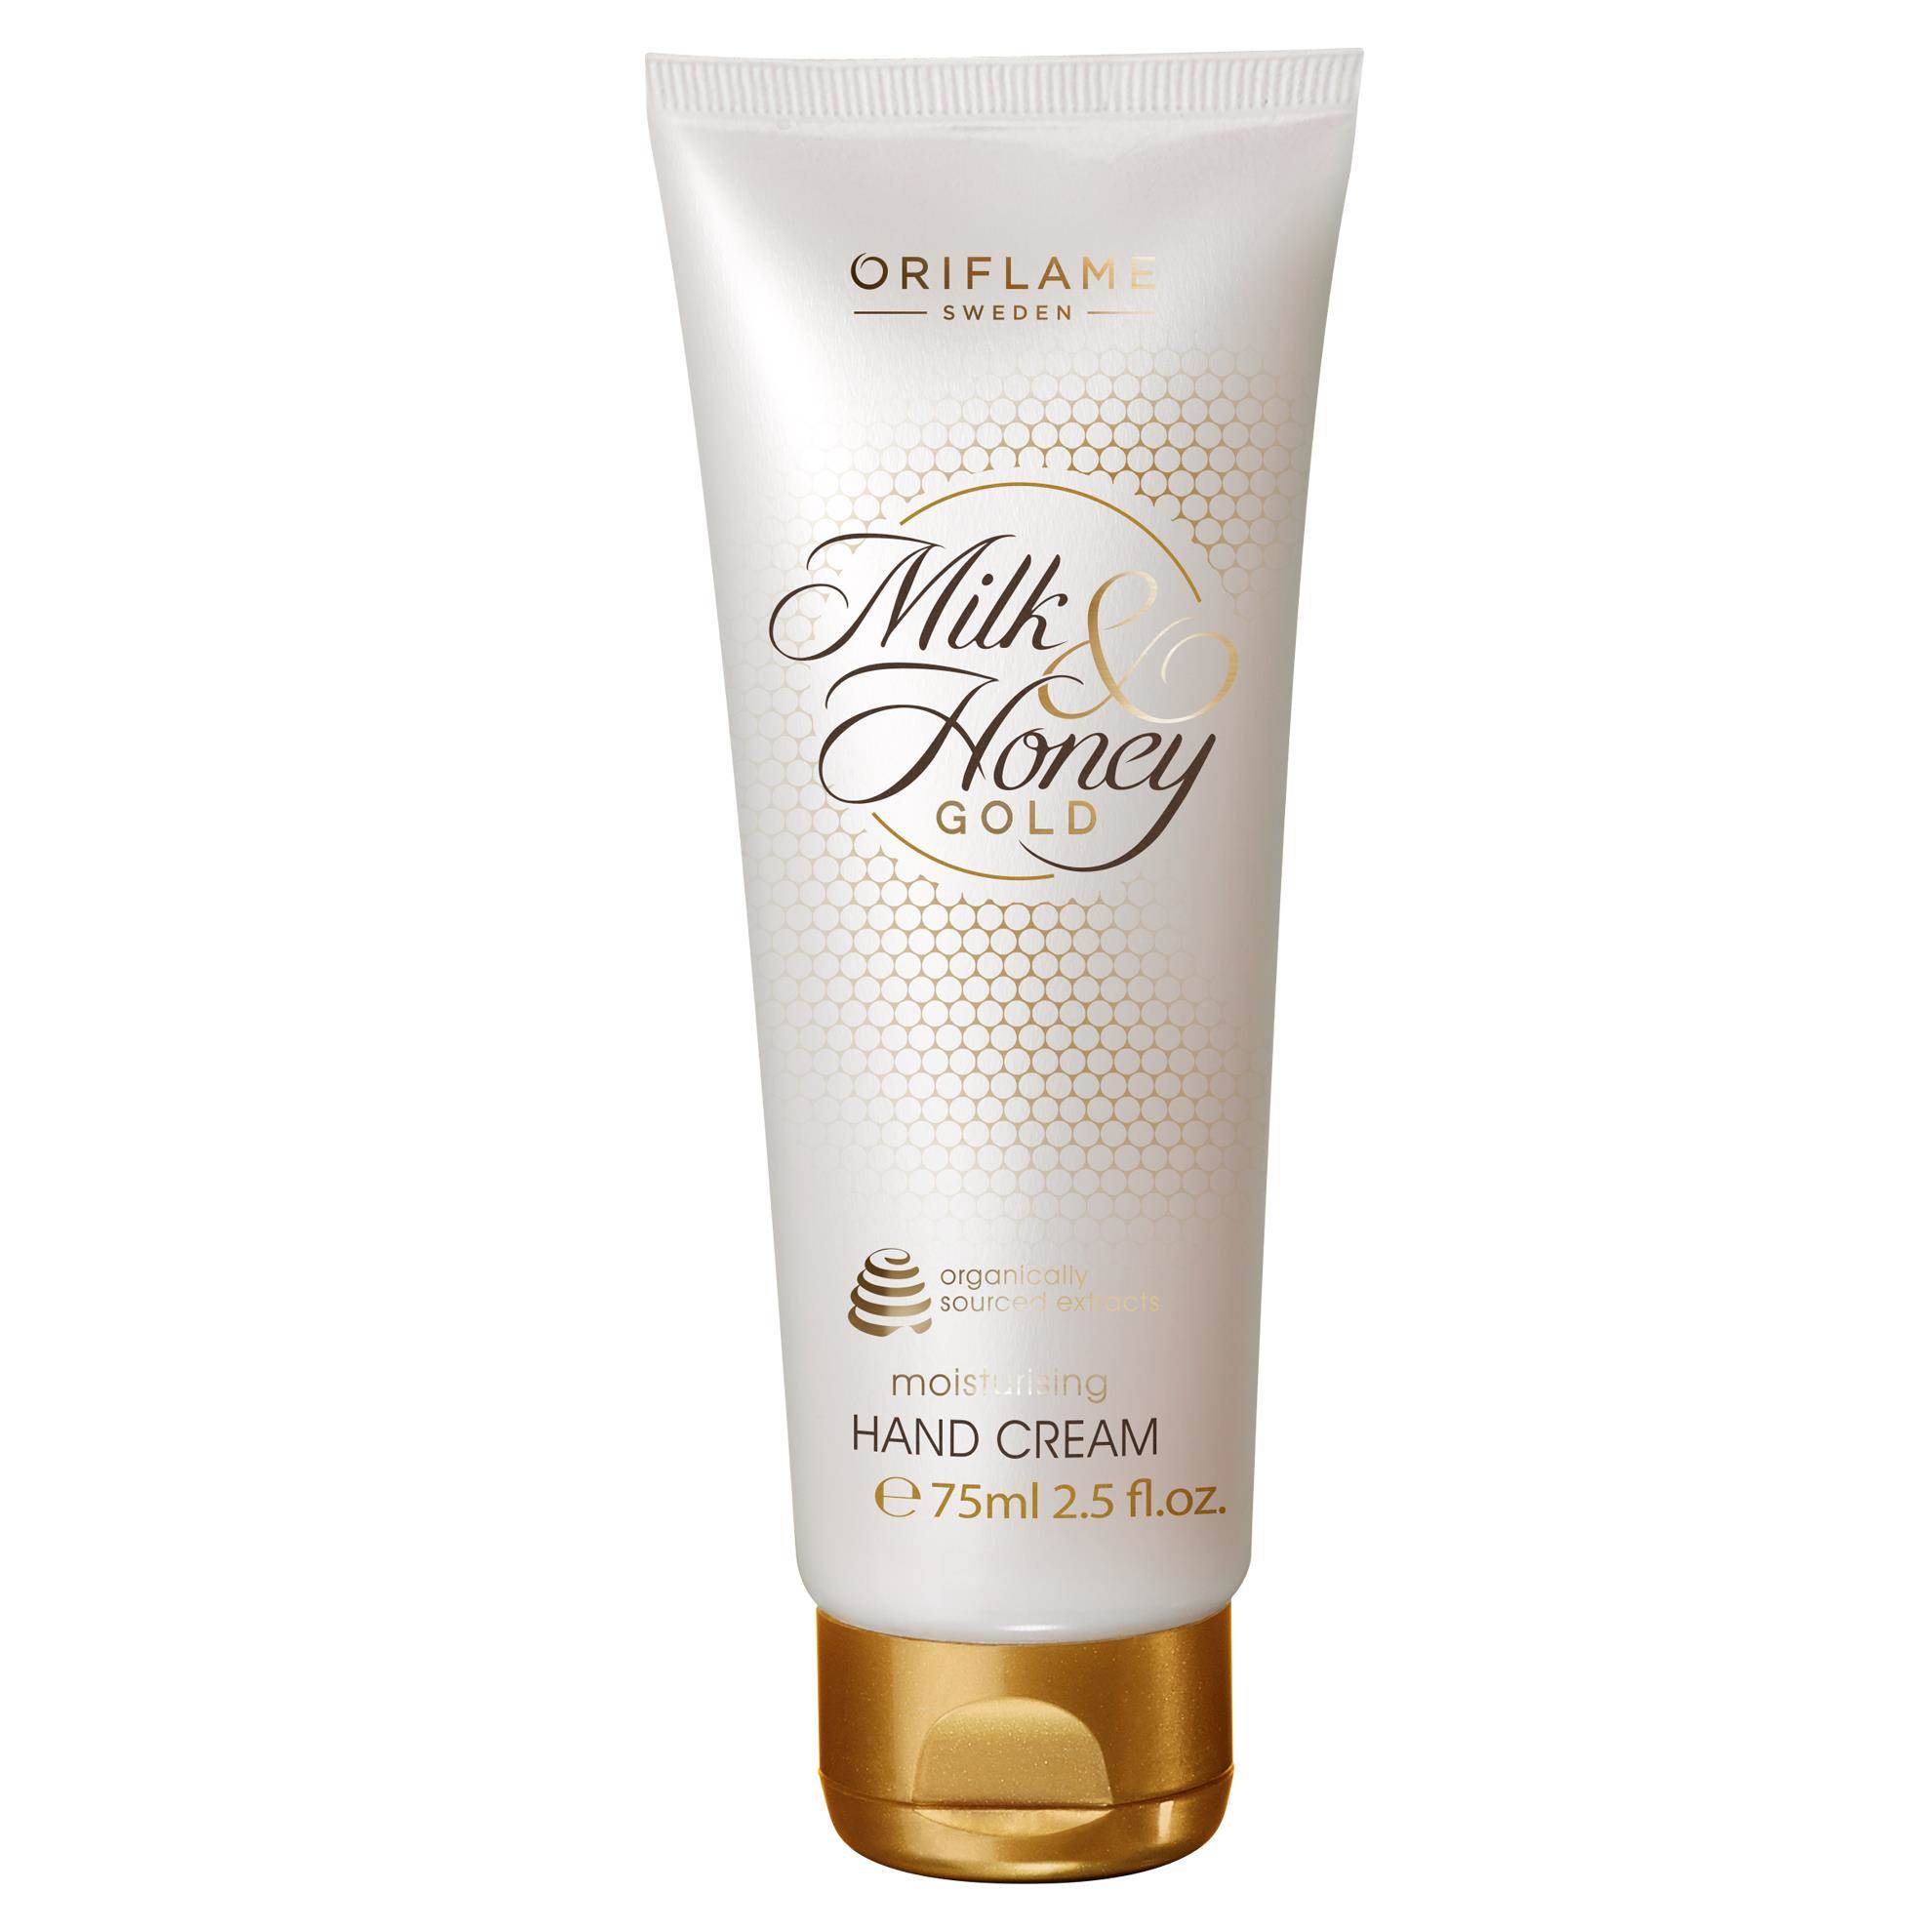 ORIFLAME
SWEDEN
Milk &
Honey
GOLD
organically
sourced extracts
moisturising
HAND CREAM
℮ 75ml 2.5 fl.oz.